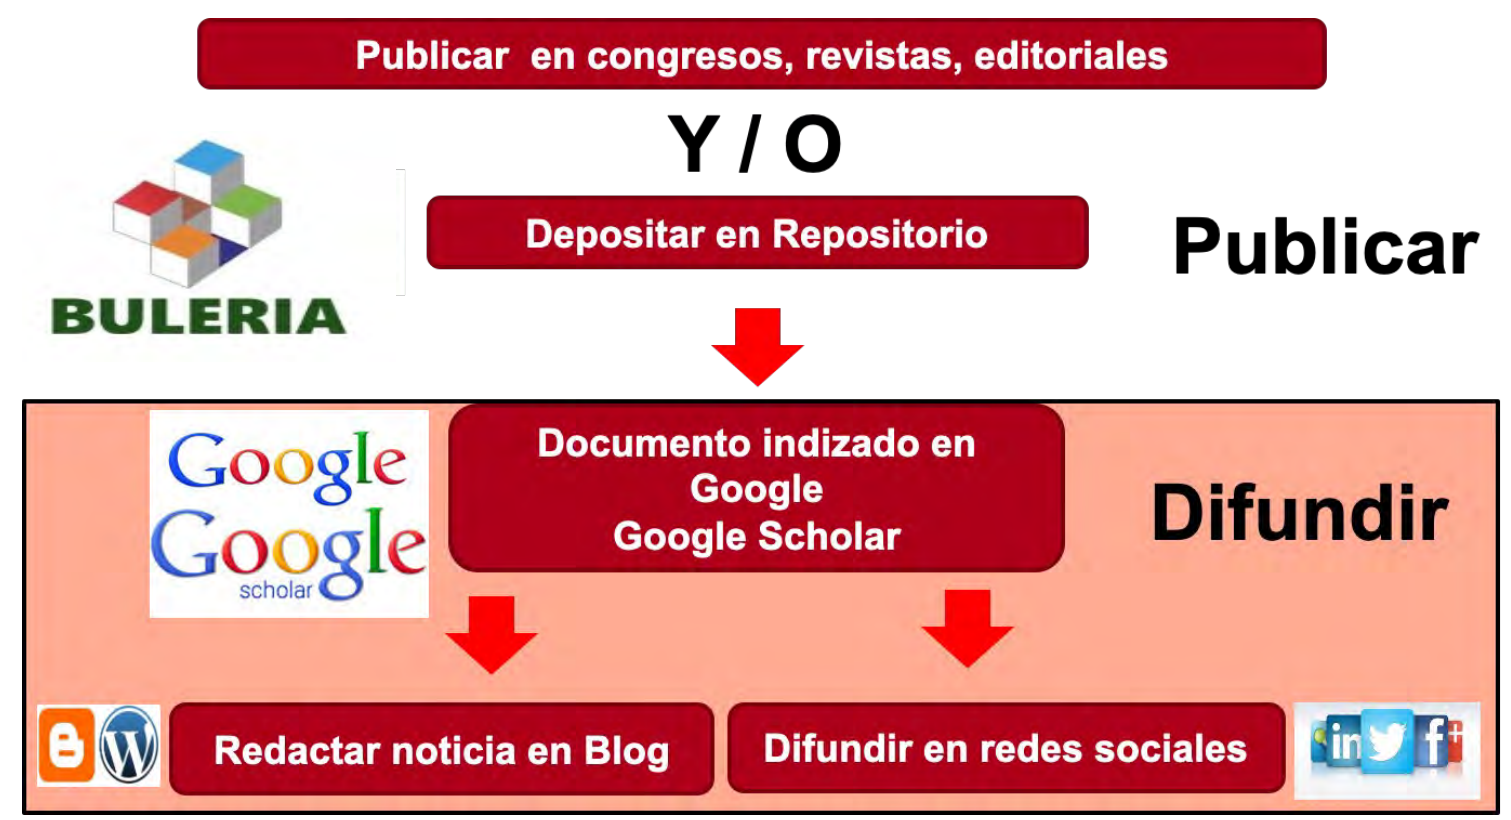 Publicar en congresos, revistas, editoriales
Y / O
BULERIA
Depositar en Repositorio
Publicar
Google
Google
scholar
Documento indizado en
Google
Google Scholar
Difundir
Redactar noticia en Blog
Difundir en redes sociales
in
f
+